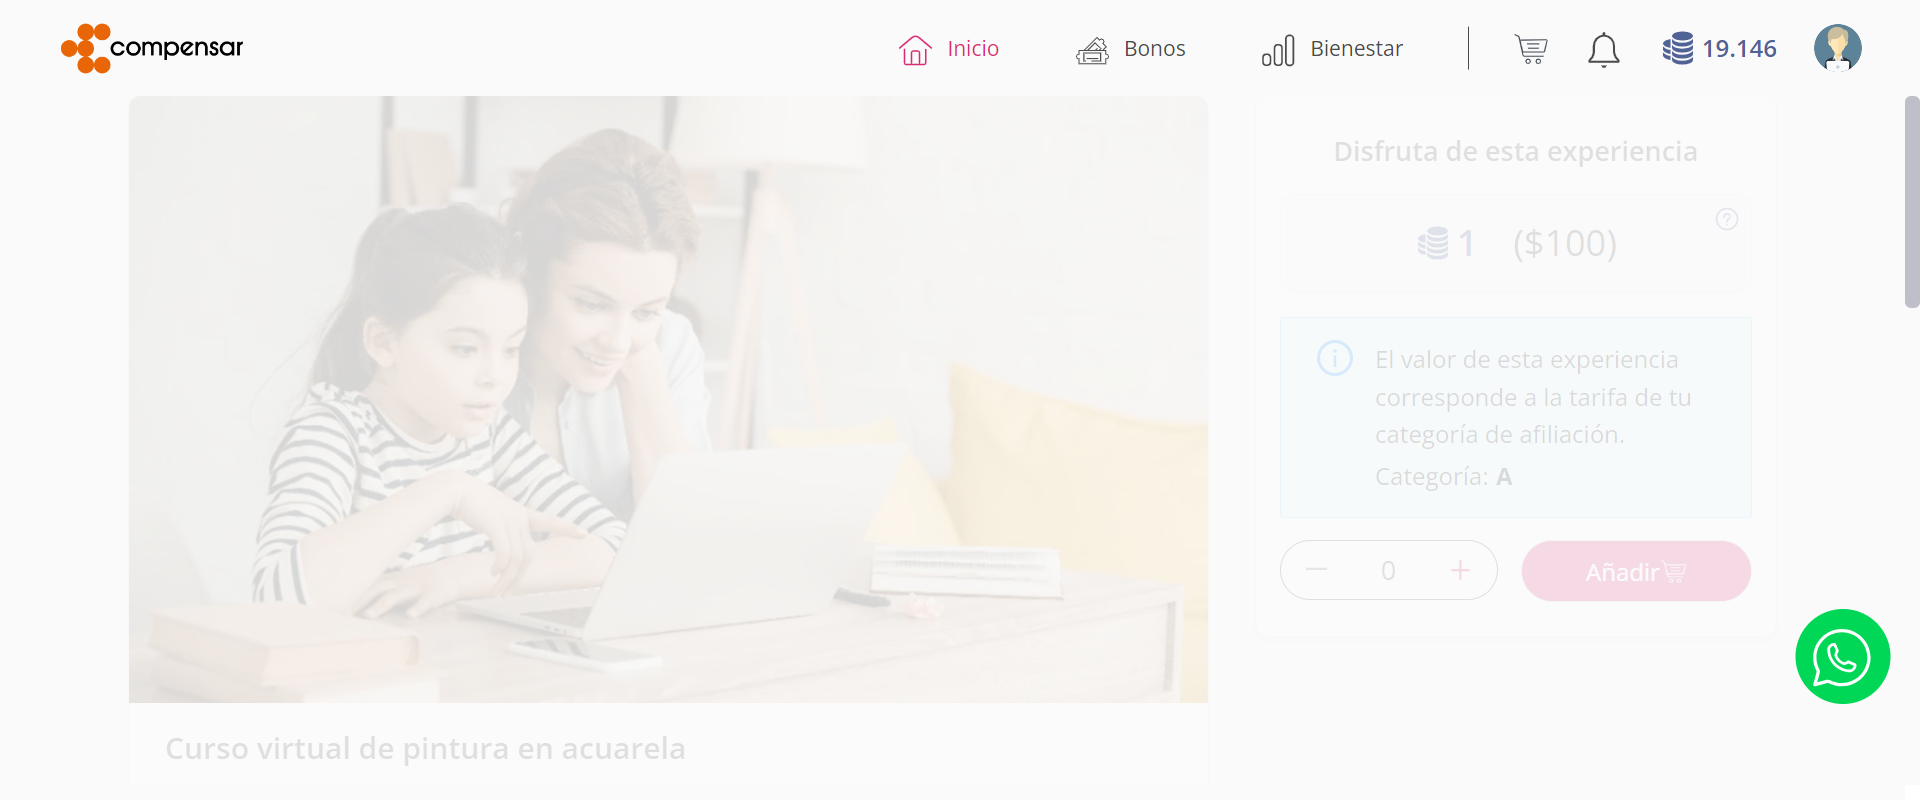 compensar
Inicio
Bonos
Bienestar
19.146
Disfruta de esta experiencia
1 ($100)
?
i
El valor de esta experiencia
corresponde a la tarifa de tu
categoría de afiliación.
Categoría: A
— 0 +
Añadir
Curso virtual de pintura en acuarela